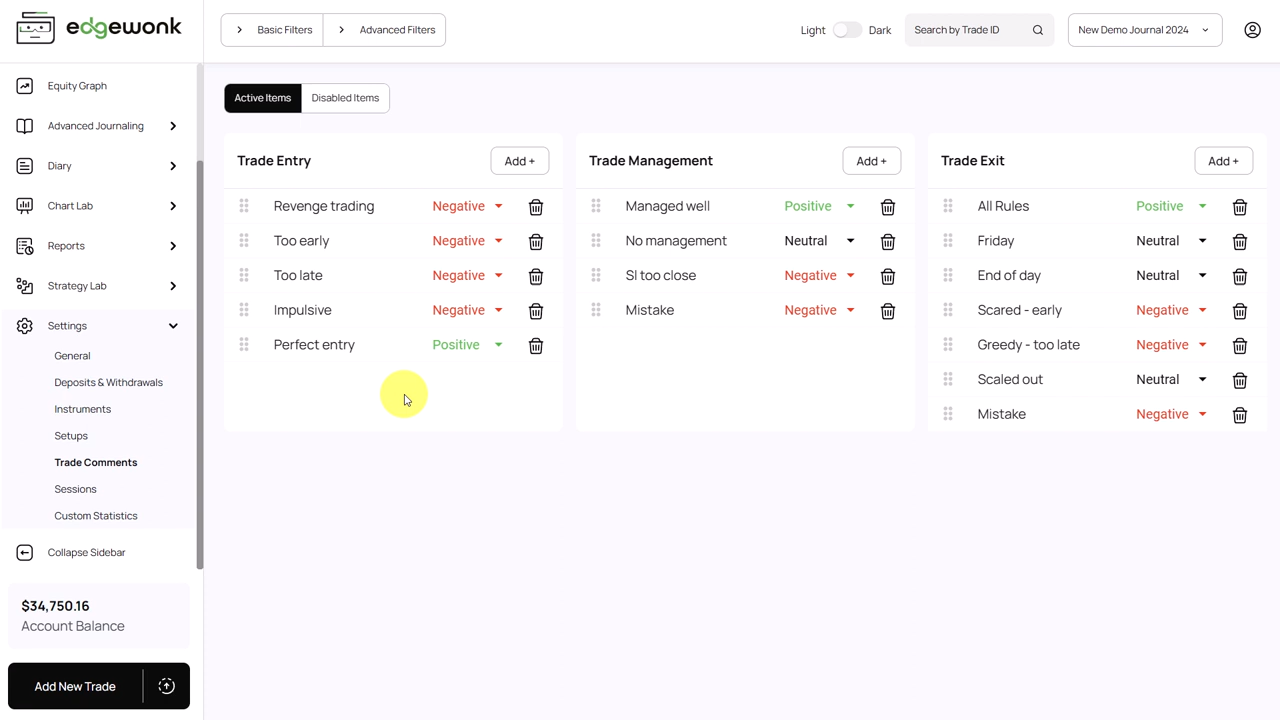 edgewonk
Basic Filters
Advanced Filters
Light
Dark
Search by Trade ID
New Demo Journal 2024
Equity Graph
Advanced Journaling
Diary
Chart Lab
Reports
Strategy Lab
Settings
General
Deposits & Withdrawals
Instruments
Setups
Trade Comments
Sessions
Custom Statistics
Collapse Sidebar
$34,750.16
Account Balance
Add New Trade
Active Items
Disabled Items
Trade Entry
Add +
Revenge trading Negative
Too early Negative
Too late Negative
Impulsive Negative
Perfect entry Positive
Trade Management
Add +
Managed well Positive
No management Neutral
Sl too close Negative
Mistake Negative
Trade Exit
Add +
All Rules Positive
Friday Neutral
End of day Neutral
Scared - early Negative
Greedy - too late Negative
Scaled out Neutral
Mistake Negative